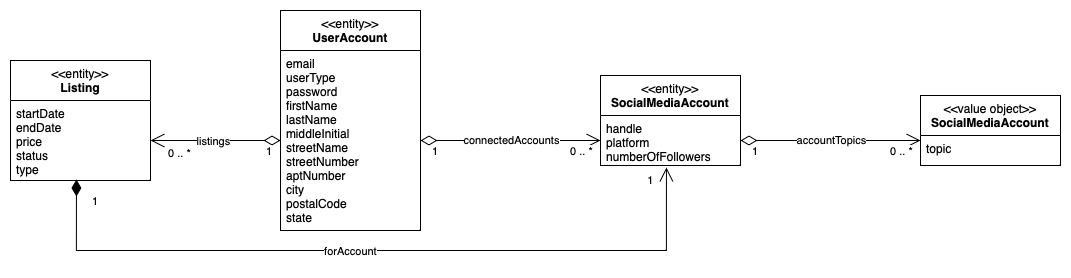 <<entity>>
Listing
startDate
endDate
price
status
type
1
0 .. *
listings
1
<<entity>>
UserAccount
email
userType
password
firstName
lastName
middleInitial
streetName
streetNumber
aptNumber
city
postalCode
state
1
connectedAccounts
0 .. *
<<entity>>
SocialMediaAccount
handle
platform
numberOfFollowers
1
forAccount
1
accountTopics
0 .. *
<<value object>>
SocialMediaAccount
topic